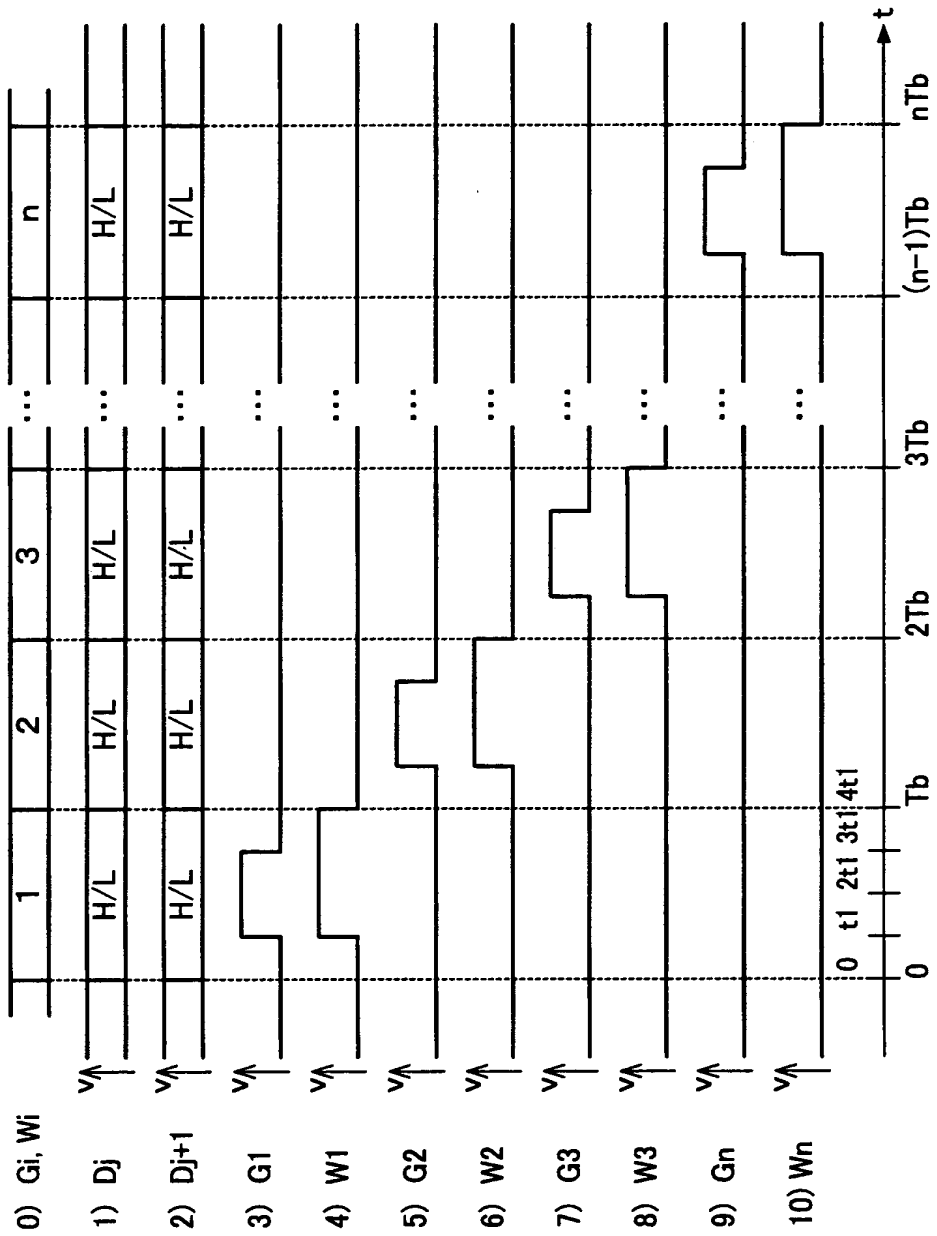 0) Gi, Wi 1 2 3 ... n
1) Dj V H/L H/L H/L ... H/L
2) Dj+1 V H/L H/L H/L ... H/L
3) G1 V ...
4) W1 V ...
5) G2 V ...
6) W2 V ...
7) G3 V ...
8) W3 V ...
9) Gn V ...
10) Wn V ...
0 t1 2t1 3t1 4t1
0 Tb 2Tb 3Tb (n-1)Tb nTb t